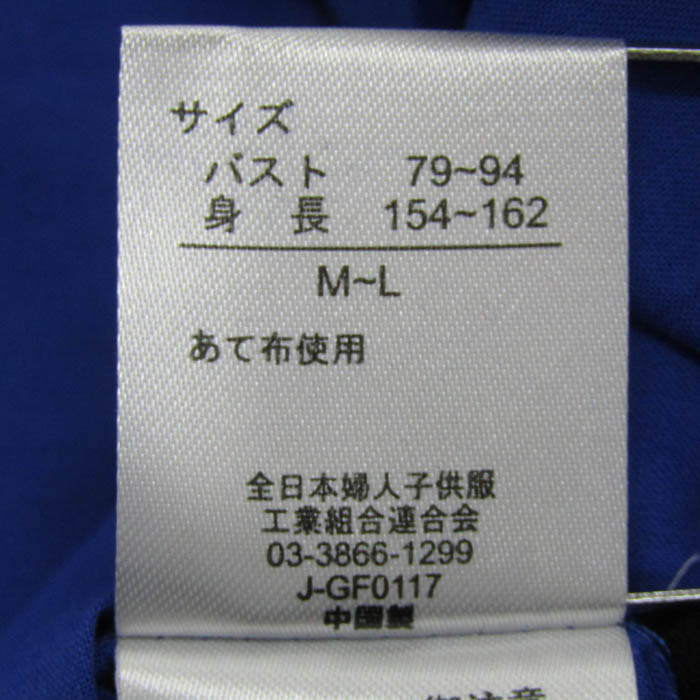 サイズ
バスト 79~94
身 長 154~162
M~L
あて布使用
全日本婦人子供服
工業組合連合会
03-3866-1299
J-GF0117
中国製